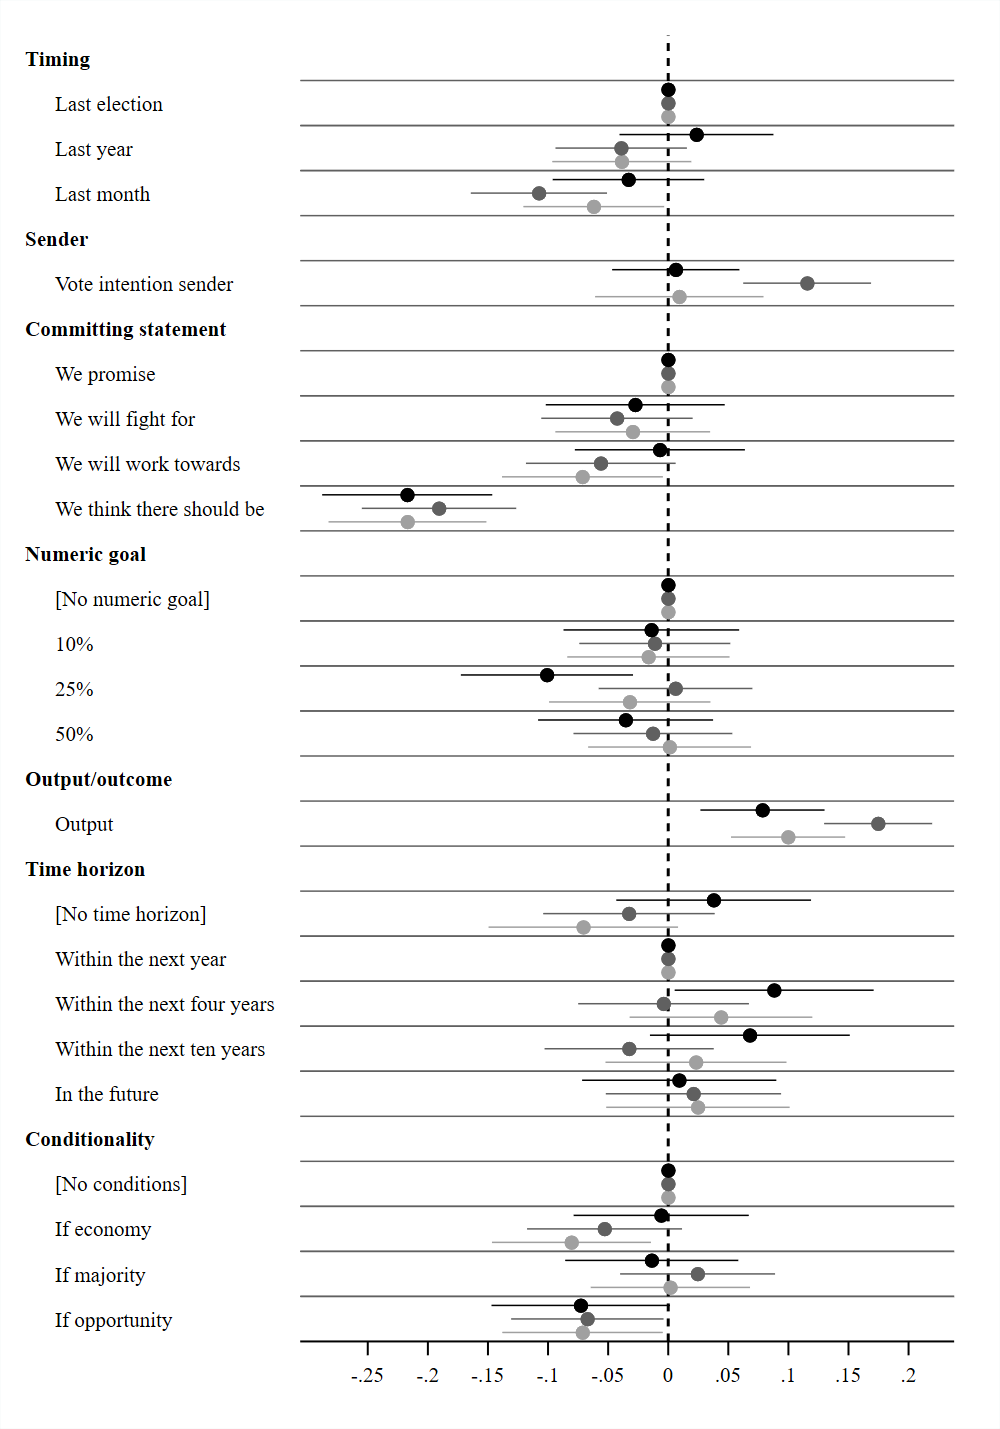 Timing
Last election
Last year
Last month
Sender
Vote intention sender
Committing statement
We promise
We will fight for
We will work towards
We think there should be
Numeric goal
[No numeric goal]
10%
25%
50%
Output/outcome
Output
Time horizon
[No time horizon]
Within the next year
Within the next four years
Within the next ten years
In the future
Conditionality
[No conditions]
If economy
If majority
If opportunity
-.25 -.2 -.15 -.1 -.05 0 .05 .1 .15 .2